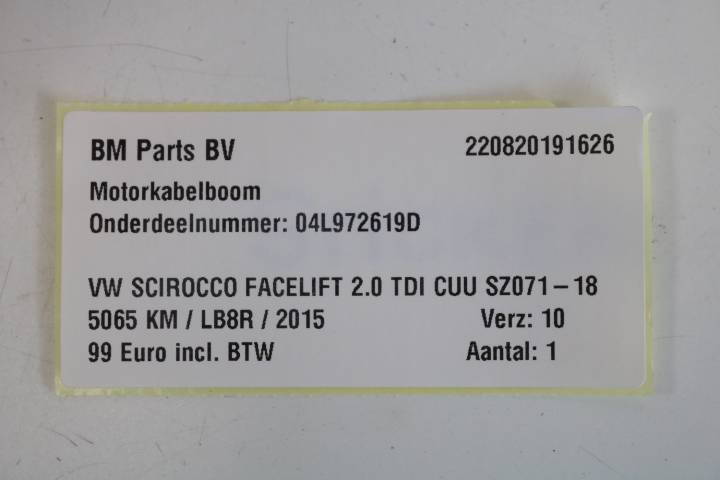 BM Parts BV 220820191626
Motorkabelboom
Onderdeelnummer: 04L972619D
VW SCIROCCO FACELIFT 2.0 TDI CUU SZ071-18
5065 KM / LB8R / 2015 Verz: 10
99 Euro incl. BTW Aantal: 1